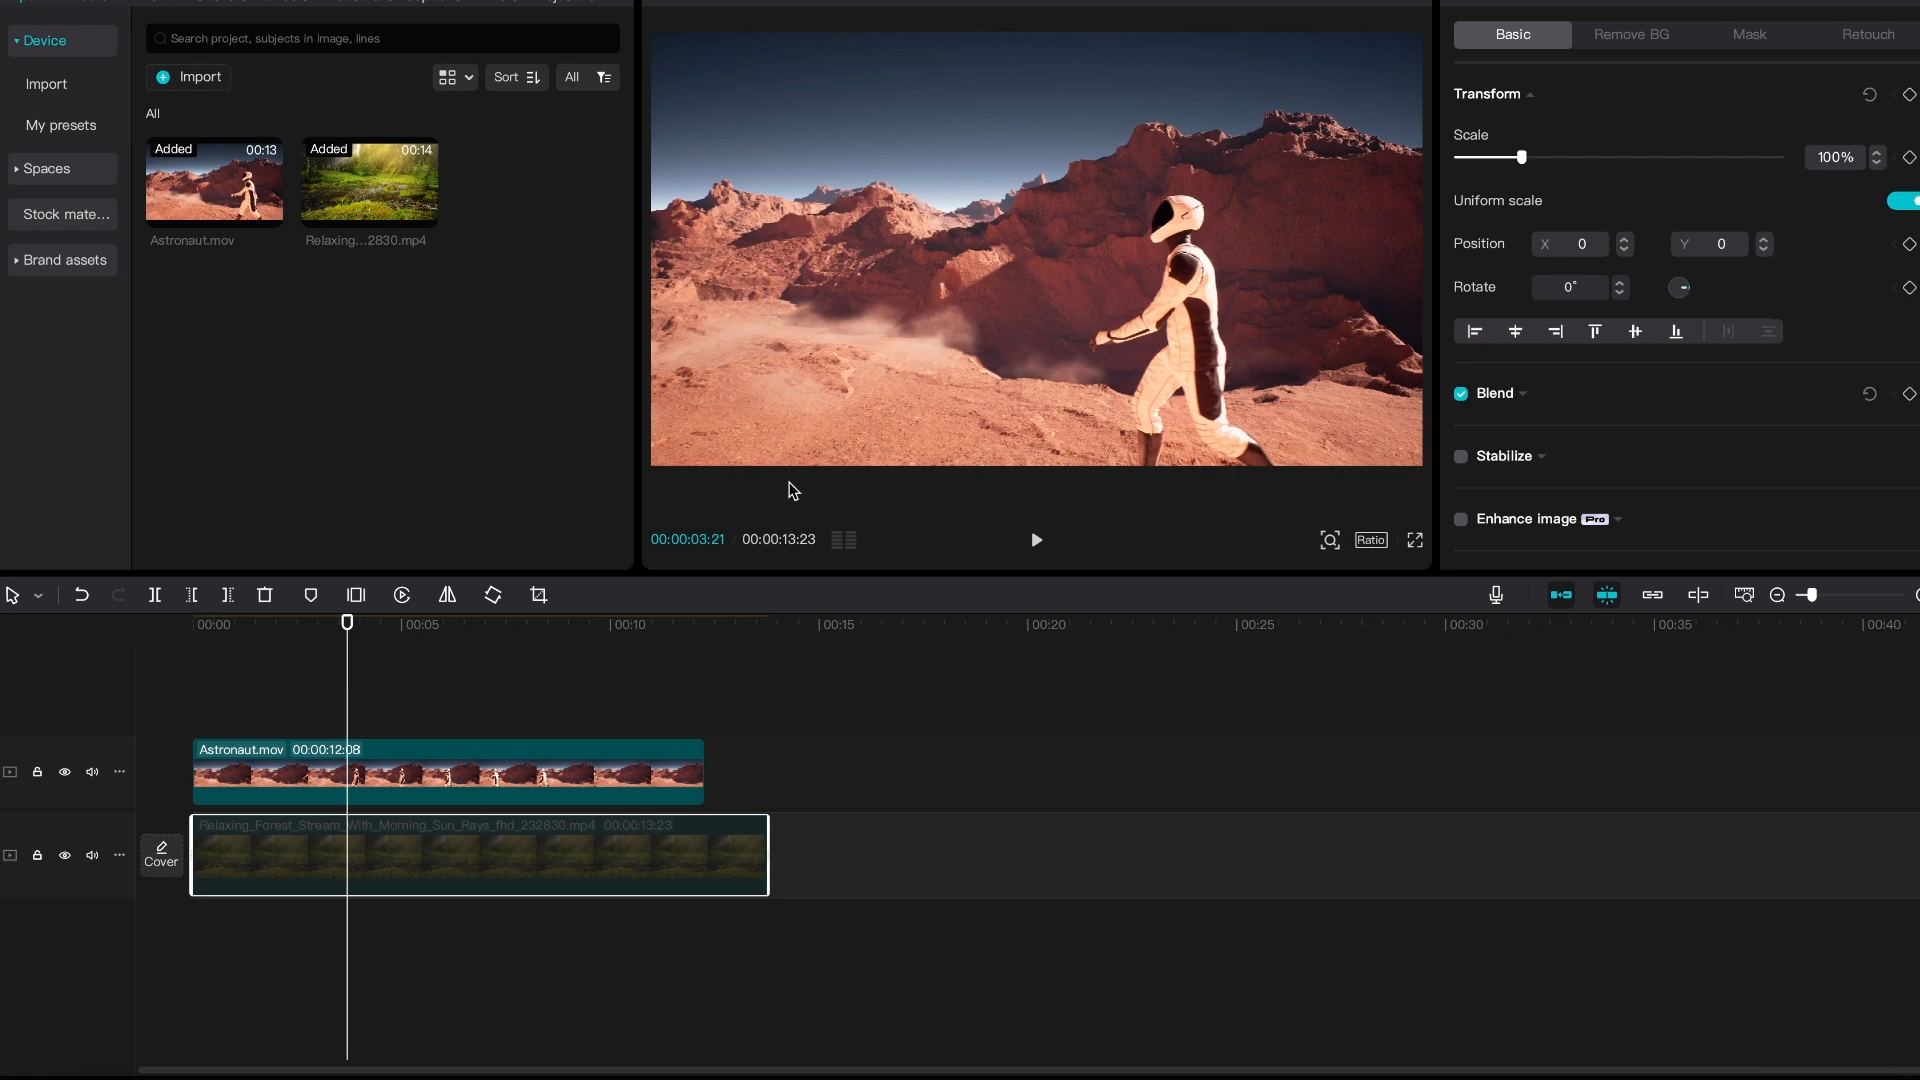 Device
Import
My presets
Spaces
Stock mate...
Brand assets
Search project, subjects in image, lines
Import
Sort
All
All
Added 00:13
Added 00:14
Astronaut.mov
Relaxing...2830.mp4
00:00:03:21 / 00:00:13:23
Ratio
Basic
Remove BG
Mask
Retouch
Transform
Scale
100%
Uniform scale
Position
X 0
Y 0
Rotate
0°
Blend
Stabilize
Enhance image Pro
00:00
00:05
00:10
00:15
00:20
00:25
00:30
00:35
00:40
Astronaut.mov 00:00:12:08
Relaxing_Forest_Stream_With_Morning_Sun_Rays_fhd_232830.mp4 00:00:13:23
Cover